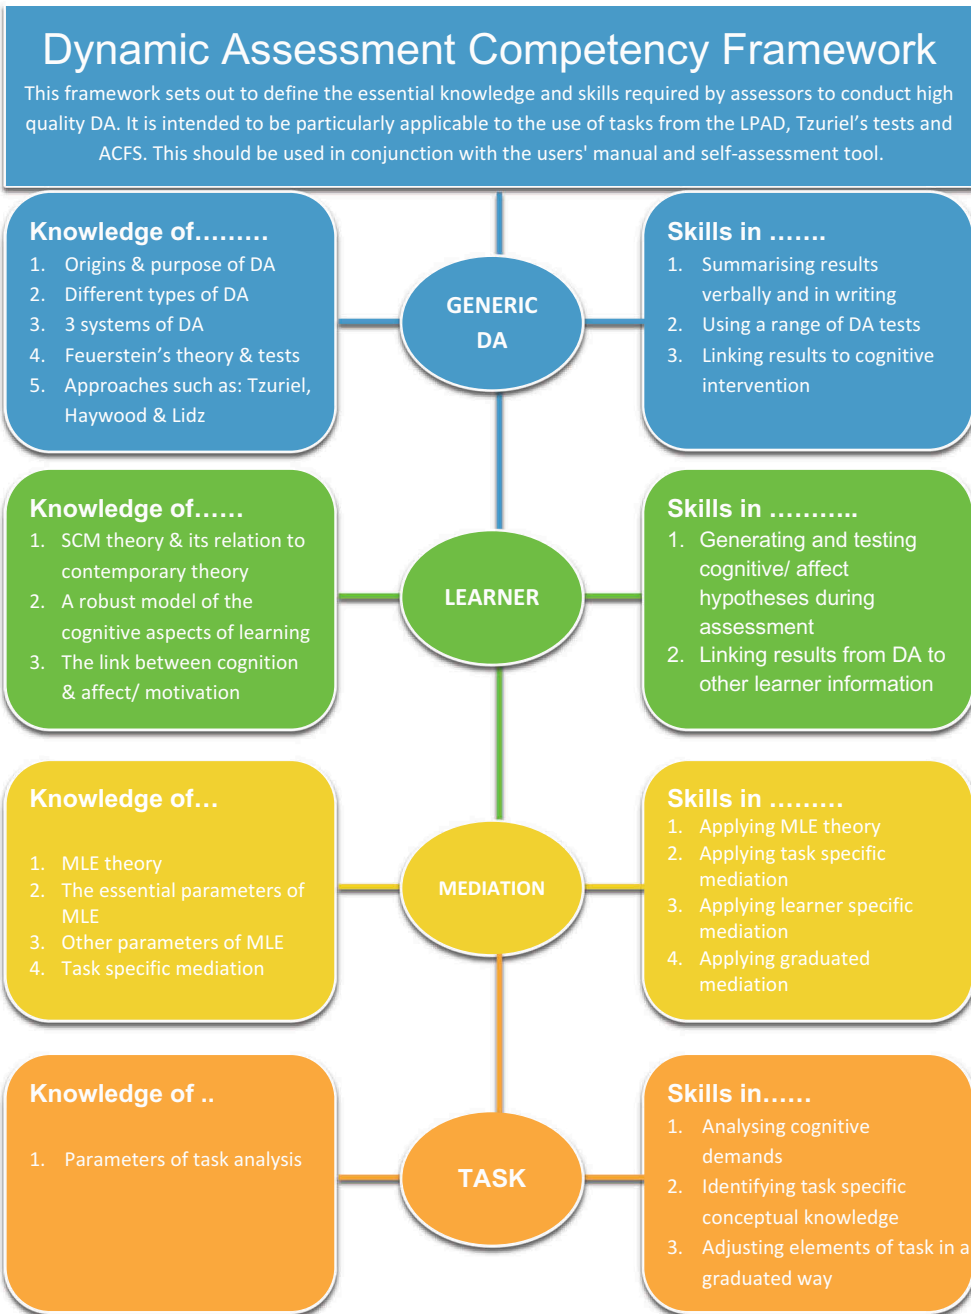 Dynamic Assessment Competency Framework
This framework sets out to define the essential knowledge and skills required by assessors to conduct high
quality DA. It is intended to be particularly applicable to the use of tasks from the LPAD, Tzuriel's tests and
ACFS. This should be used in conjunction with the users' manual and self-assessment tool.
Knowledge of………
1. Origins & purpose of DA
2. Different types of DA
3. 3 systems of DA
4. Feuerstein's theory & tests
5. Approaches such as: Tzuriel,
Haywood & Lidz
GENERIC
DA
Skills in …….
1. Summarising results
verbally and in writing
2. Using a range of DA tests
3. Linking results to cognitive
intervention
Knowledge of……
1. SCM theory & its relation to
contemporary theory
2. A robust model of the
cognitive aspects of learning
3. The link between cognition
& affect/ motivation
LEARNER
Skills in ………..
1. Generating and testing
cognitive/ affect
hypotheses during
assessment
2. Linking results from DA to
other learner information
Knowledge of…
1. MLE theory
2. The essential parameters of
MLE
3. Other parameters of MLE
4. Task specific mediation
MEDIATION
Skills in ………
1. Applying MLE theory
2. Applying task specific
mediation
3. Applying learner specific
mediation
4. Applying graduated
mediation
Knowledge of ..
1. Parameters of task analysis
TASK
Skills in……
1. Analysing cognitive
demands
2. Identifying task specific
conceptual knowledge
3. Adjusting elements of task in a
graduated way